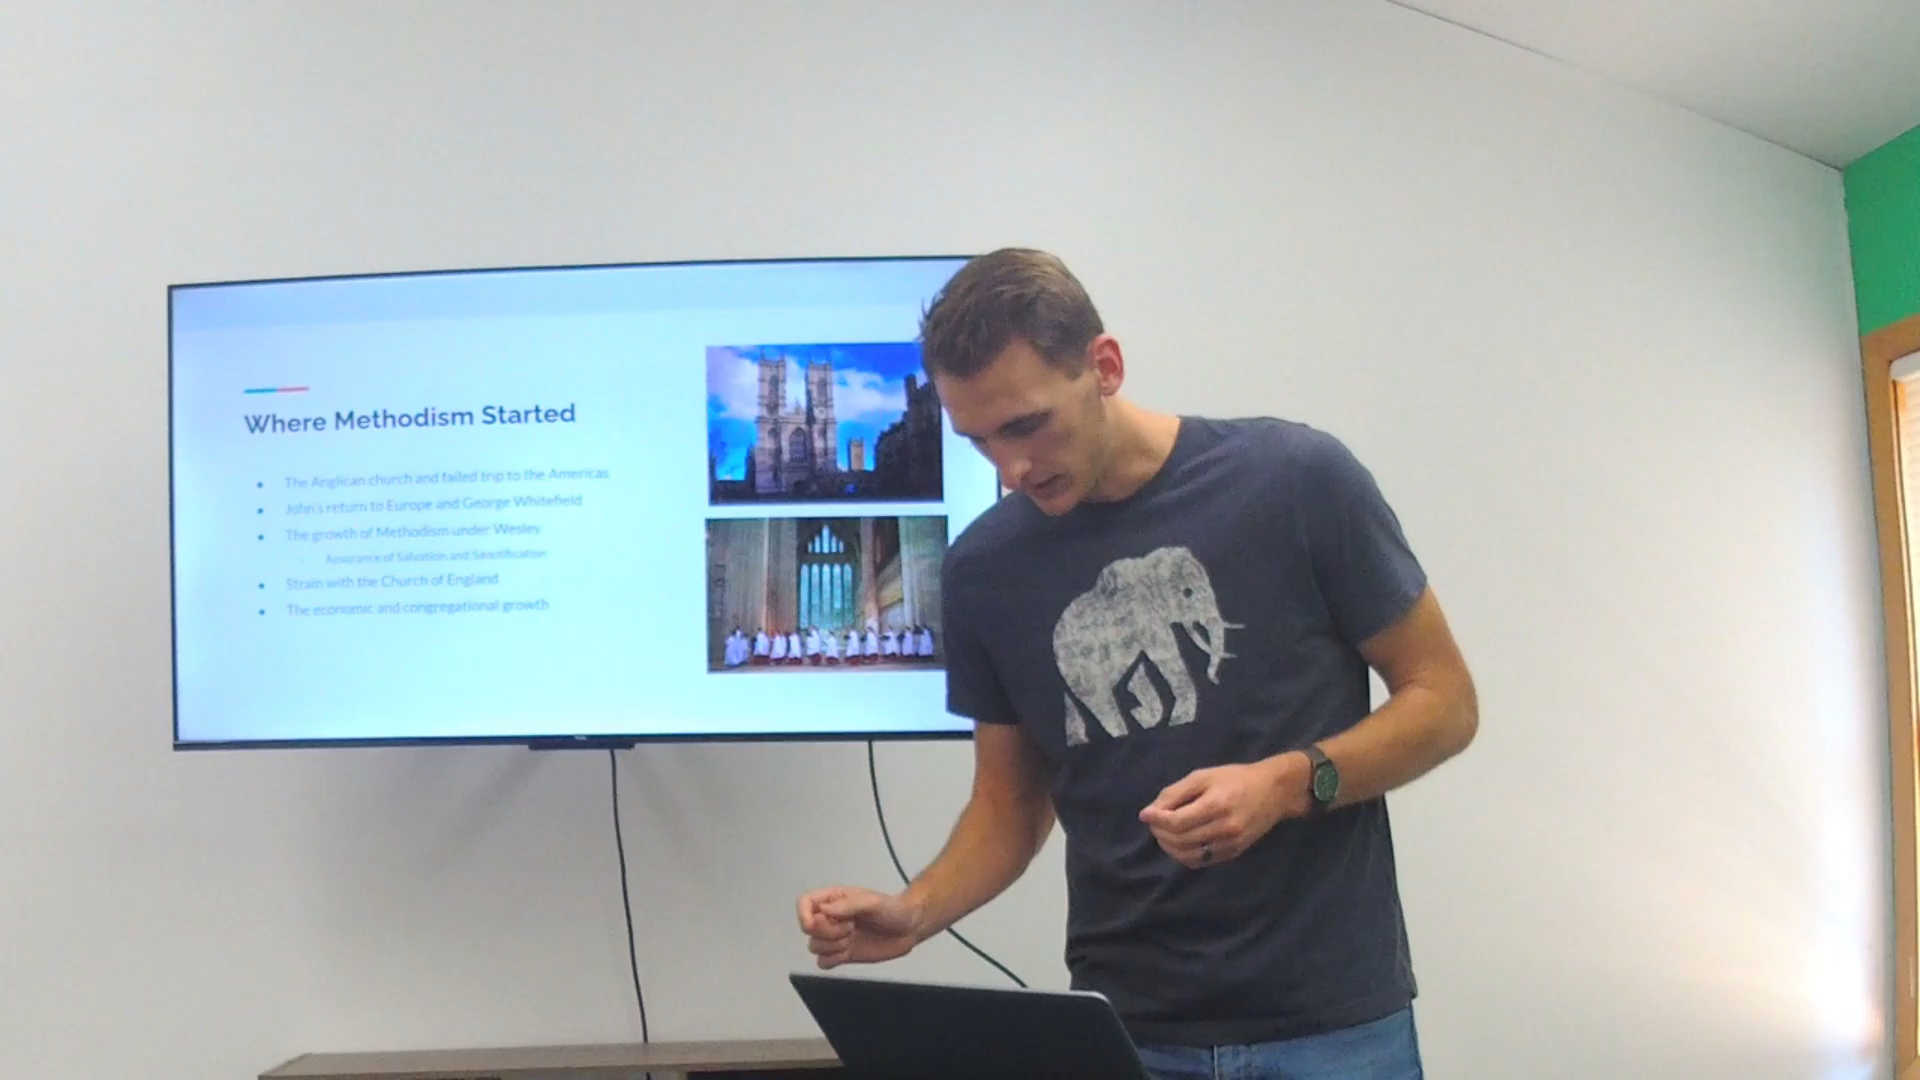 Where Methodism Started
The Anglican church and failed trip to the Americas
John's return to Europe and George Whitefield
The growth of Methodism under Wesley
Assurance of Salvation and Sanctification
Strain with the Church of England
The economic and congregational growth